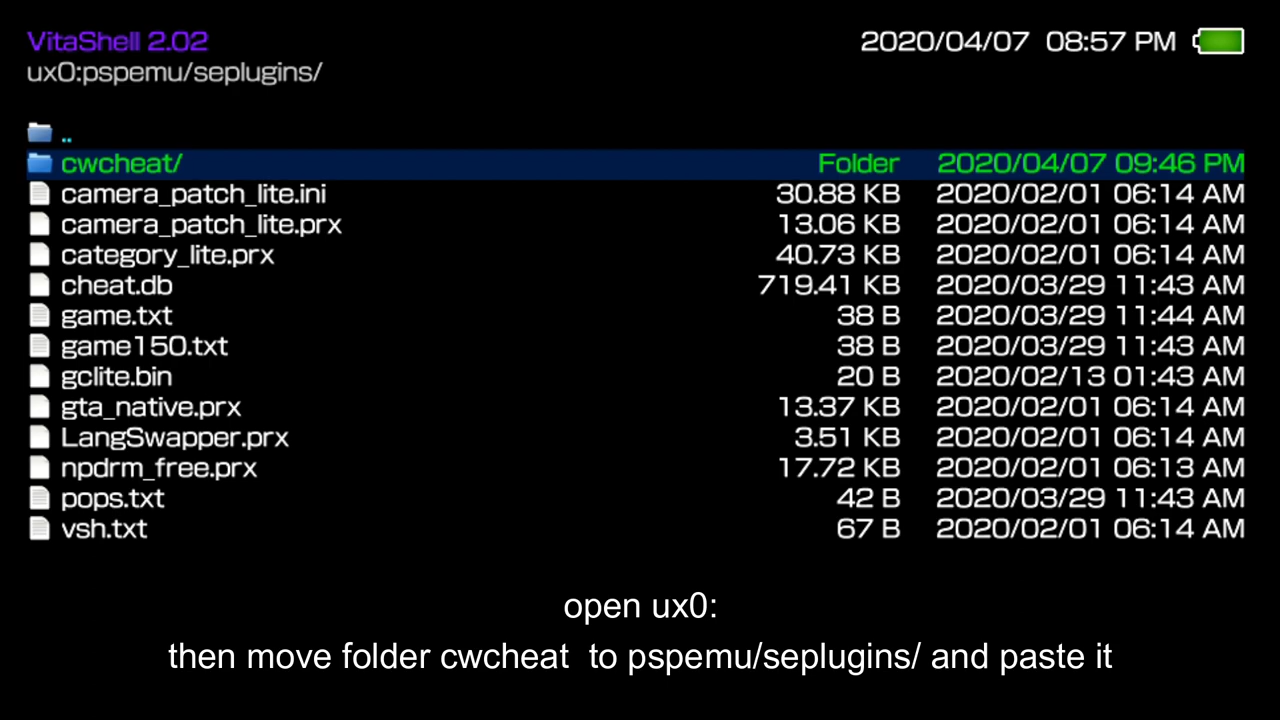 VitaShell 2.02 2020/04/07 08:57 PM
ux0:pspemu/seplugins/
..
cwcheat/ Folder 2020/04/07 09:46 PM
camera_patch_lite.ini 30.88 KB 2020/02/01 06:14 AM
camera_patch_lite.prx 13.06 KB 2020/02/01 06:14 AM
category_lite.prx 40.73 KB 2020/02/01 06:14 AM
cheat.db 719.41 KB 2020/03/29 11:43 AM
game.txt 38 B 2020/03/29 11:44 AM
game150.txt 38 B 2020/03/29 11:43 AM
gclite.bin 20 B 2020/02/13 01:43 AM
gta_native.prx 13.37 KB 2020/02/01 06:14 AM
LangSwapper.prx 3.51 KB 2020/02/01 06:14 AM
npdrm_free.prx 17.72 KB 2020/02/01 06:13 AM
pops.txt 42 B 2020/03/29 11:43 AM
vsh.txt 67 B 2020/02/01 06:14 AM
open ux0:
then move folder cwcheat  to pspemu/seplugins/ and paste it